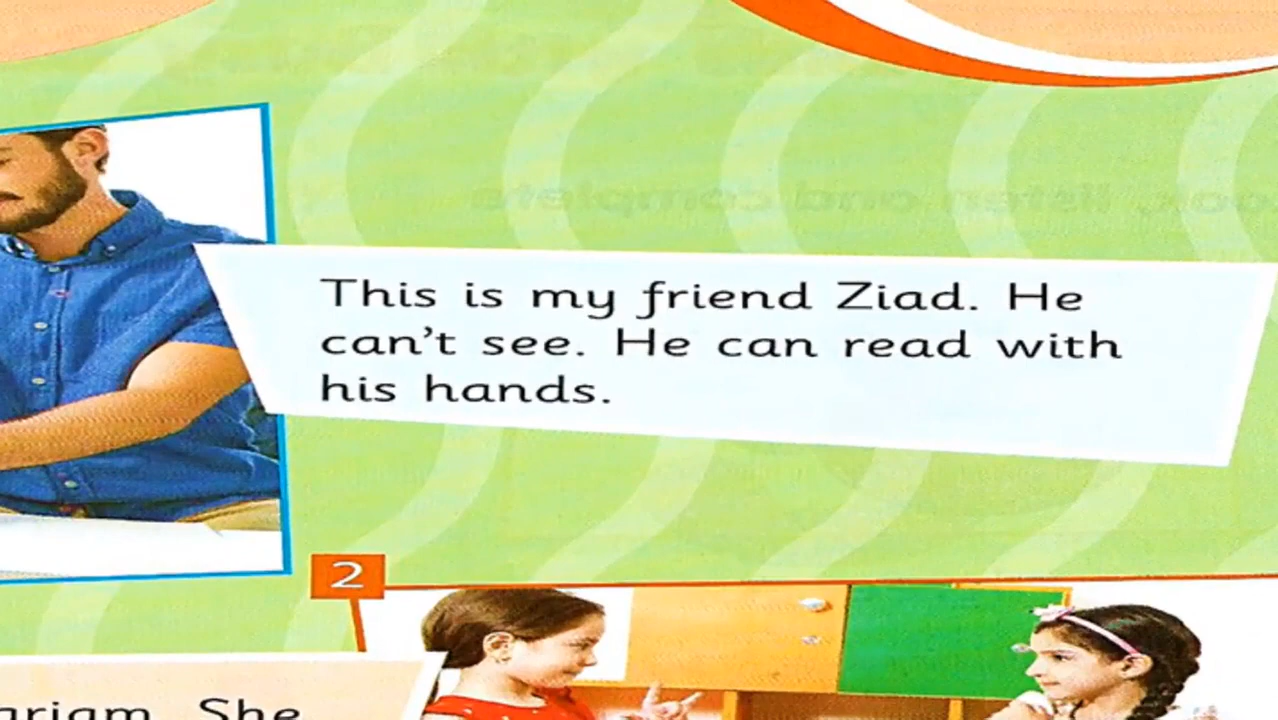 This is my friend Ziad. He
can't see. He can read with
his hands.
2
She